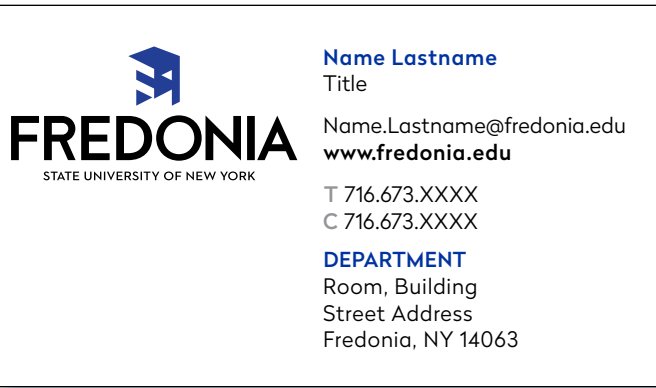 FREDONIA
STATE UNIVERSITY OF NEW YORK
Name Lastname
Title
Name.Lastname@fredonia.edu
www.fredonia.edu
T 716.673.XXXX
C 716.673.XXXX
DEPARTMENT
Room, Building
Street Address
Fredonia, NY 14063